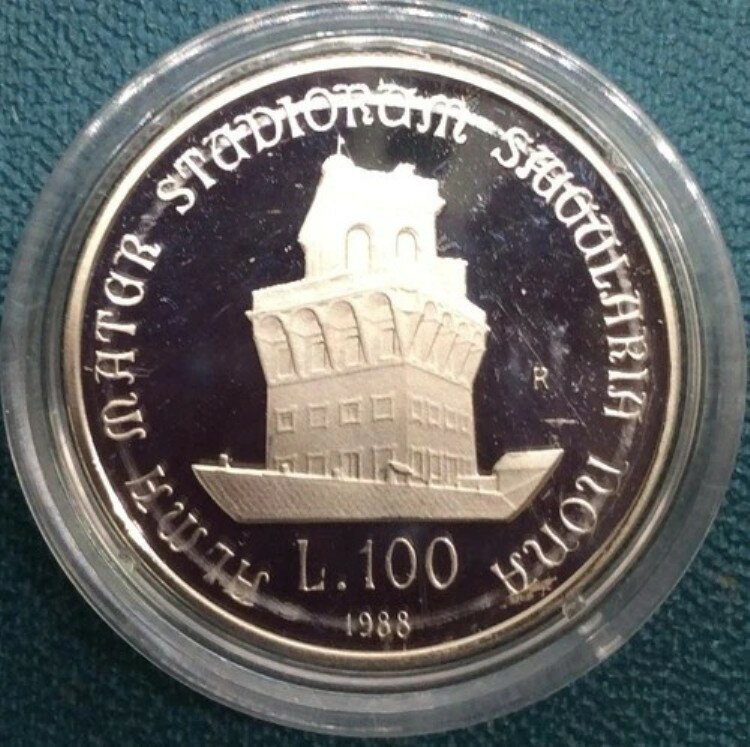 ALMA MATER STUDIORUM SAECULARIA NONA
R
L. 100
1988